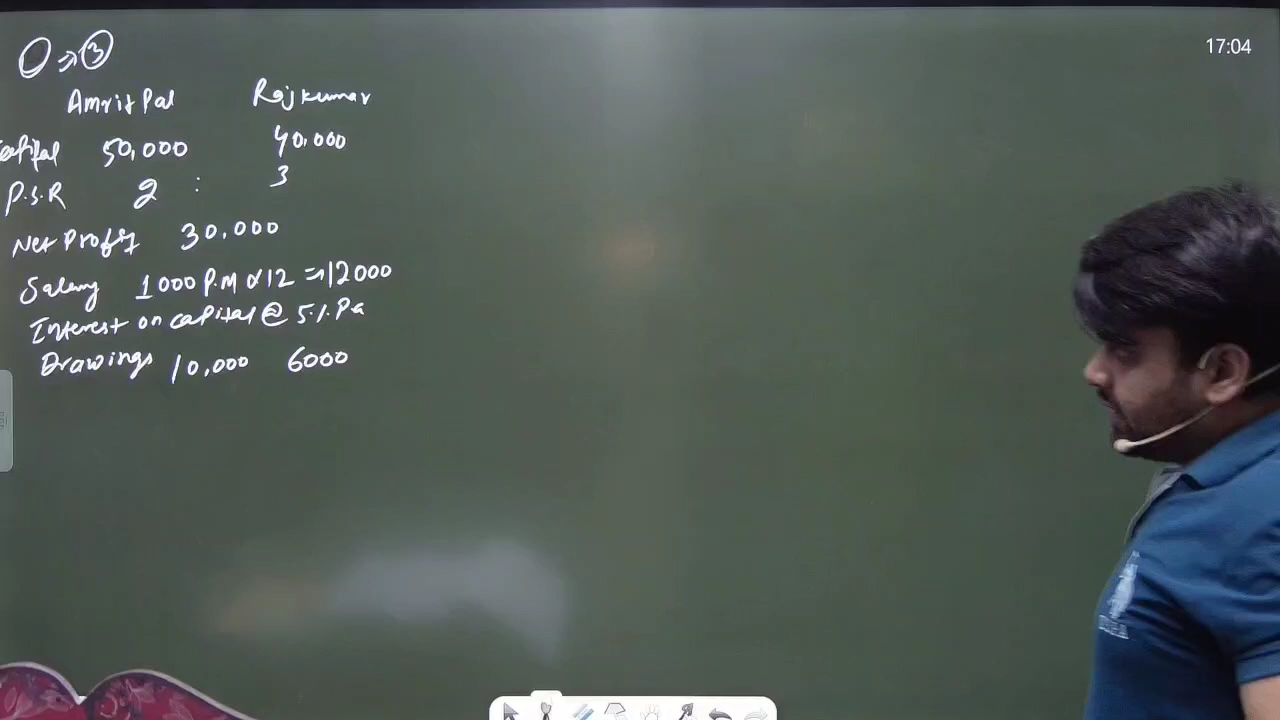 17:04
Q ⇒ 3
Amrit Pal Rajkumar
Capital 50,000 40,000
P.S.R 2 : 3
Net Profit 30,000
Salary 1000 P.M × 12 ⇒ 12000
Interest on capital @ 5% Pa
Drawings 10,000 6000